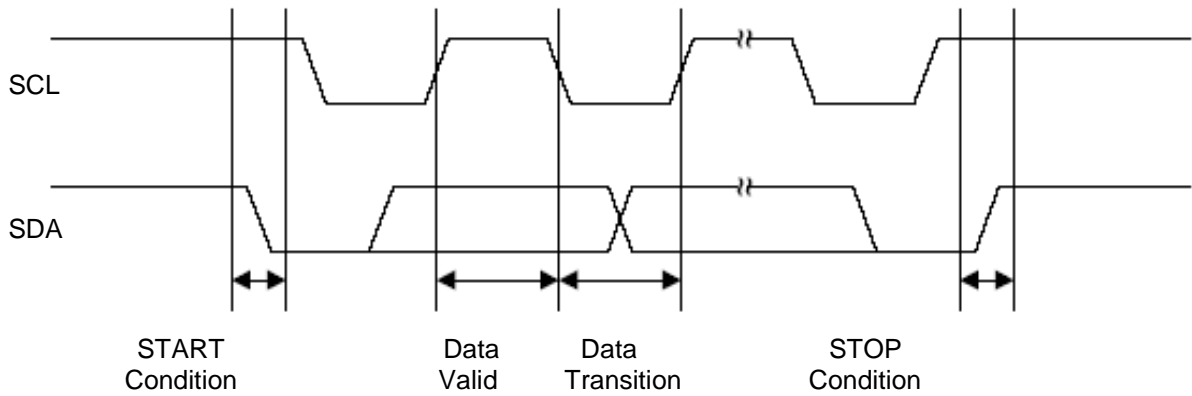 SCL
SDA
START Condition
Data Valid
Data Transition
STOP Condition